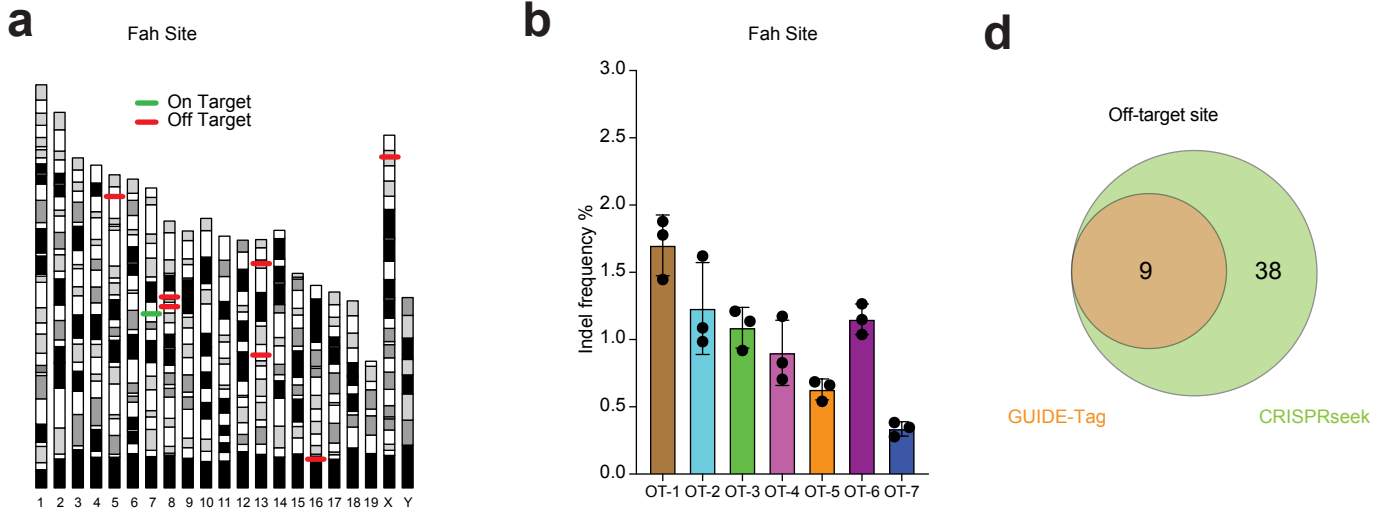 a
Fah Site
On Target
Off Target
1 2 3 4 5 6 7 8 9 10 11 12 13 14 15 16 17 18 19 X Y
b
Fah Site
Indel frequency %
3.0
2.5
2.0
1.5
1.0
0.5
0.0
OT-1 OT-2 OT-3 OT-4 OT-5 OT-6 OT-7
d
Off-target site
9 38
GUIDE-Tag CRISPRseek